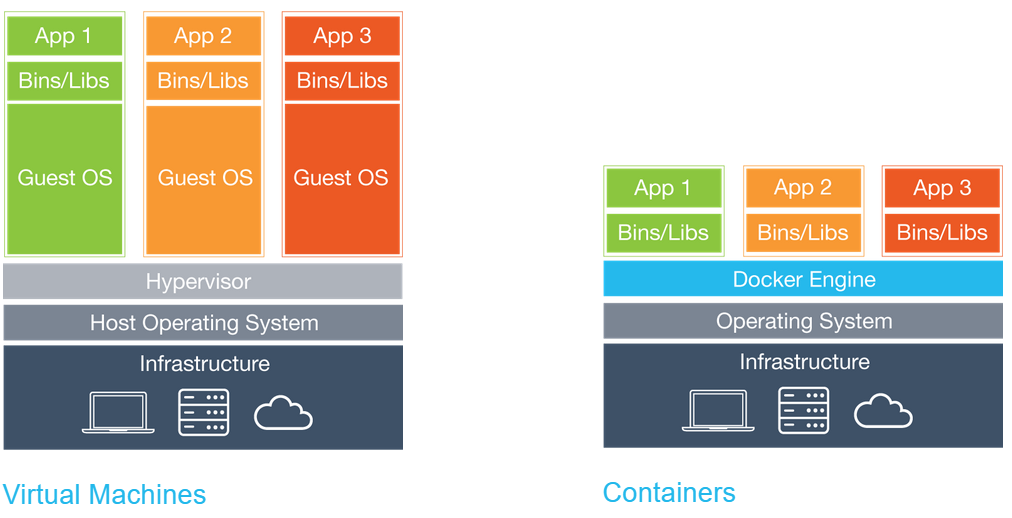 App 1
App 2
App 3
Bins/Libs
Bins/Libs
Bins/Libs
Guest OS
Guest OS
Guest OS
Hypervisor
Host Operating System
Infrastructure
Virtual Machines
App 1
App 2
App 3
Bins/Libs
Bins/Libs
Bins/Libs
Docker Engine
Operating System
Infrastructure
Containers